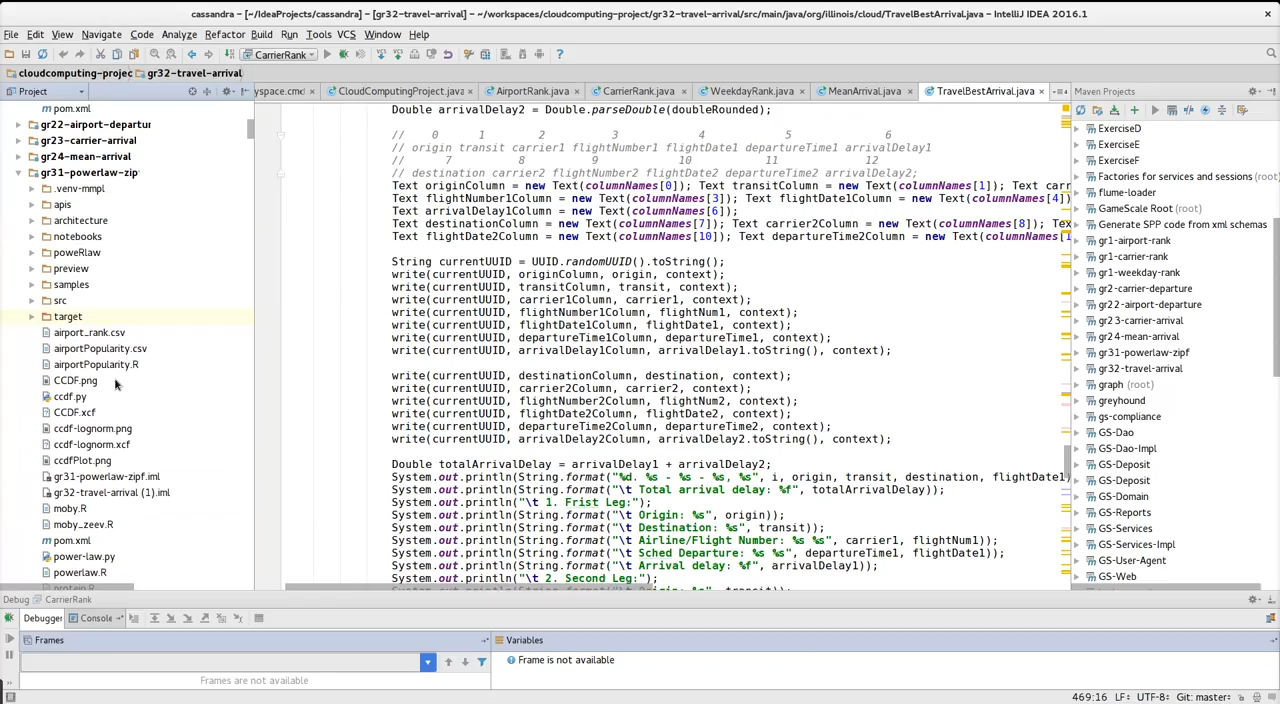 cassandra – [~/IdeaProjects/cassandra] – [gr32-travel-arrival] – ~/workspaces/cloudcomputing-project/gr32-travel-arrival/src/main/java/org/illinois/cloud/TravelBestArrival.java – IntelliJ IDEA 2016.1
File Edit View Navigate Code Analyze Refactor Build Run Tools VCS Window Help
CarrierRank
cloudcomputing-projec gr32-travel-arrival
Project
yspace.cmd CloudComputingProject.java AirportRank.java CarrierRank.java WeekdayRank.java MeanArrival.java TravelBestArrival.java
Maven Projects
pom.xml
gr22-airport-departur
gr23-carrier-arrival
gr24-mean-arrival
gr31-powerlaw-zip
.venv-mmpl
apis
architecture
notebooks
poweRlaw
preview
samples
src
target
airport_rank.csv
airportPopularity.csv
airportPopularity.R
CCDF.png
ccdf.py
CCDF.xcf
ccdf-lognorm.png
ccdf-lognorm.xcf
ccdfPlot.png
gr31-powerlaw-zipf.iml
gr32-travel-arrival (1).iml
moby.R
moby_zeev.R
pom.xml
power-law.py
powerlaw.R
protein.R
Double arrivalDelay2 = Double.parseDouble(doubleRounded);
// 0 1 2 3 4 5 6
// origin transit carrier1 flightNumber1 flightDate1 departureTime1 arrivalDelay1
// 7 8 9 10 11 12
// destination carrier2 flightNumber2 flightDate2 departureTime2 arrivalDelay2;
Text originColumn = new Text(columnNames[0]); Text transitColumn = new Text(columnNames[1]); Text carr
Text flightNumber1Column = new Text(columnNames[3]); Text flightDate1Column = new Text(columnNames[4])
Text arrivalDelay1Column = new Text(columnNames[6]);
Text destinationColumn = new Text(columnNames[7]); Text carrier2Column = new Text(columnNames[8]); Tex
Text flightDate2Column = new Text(columnNames[10]); Text departureTime2Column = new Text(columnNames[1
String currentUUID = UUID.randomUUID().toString();
write(currentUUID, originColumn, origin, context);
write(currentUUID, transitColumn, transit, context);
write(currentUUID, carrier1Column, carrier1, context);
write(currentUUID, flightNumber1Column, flightNum1, context);
write(currentUUID, flightDate1Column, flightDate1, context);
write(currentUUID, departureTime1Column, departureTime1, context);
write(currentUUID, arrivalDelay1Column, arrivalDelay1.toString(), context);
write(currentUUID, destinationColumn, destination, context);
write(currentUUID, carrier2Column, carrier2, context);
write(currentUUID, flightNumber2Column, flightNum2, context);
write(currentUUID, flightDate2Column, flightDate2, context);
write(currentUUID, departureTime2Column, departureTime2, context);
write(currentUUID, arrivalDelay2Column, arrivalDelay2.toString(), context);
Double totalArrivalDelay = arrivalDelay1 + arrivalDelay2;
System.out.println(String.format("%d. %s - %s - %s, %s", i, origin, transit, destination, flightDate1)
System.out.println(String.format("\t Total arrival delay: %f", totalArrivalDelay));
System.out.println("\t 1. Frist Leg:");
System.out.println(String.format("\t Origin: %s", origin));
System.out.println(String.format("\t Destination: %s", transit));
System.out.println(String.format("\t Airline/Flight Number: %s %s", carrier1, flightNum1));
System.out.println(String.format("\t Sched Departure: %s %s", departureTime1, flightDate1));
System.out.println(String.format("\t Arrival delay: %f", arrivalDelay1));
System.out.println("\t 2. Second Leg:");
System.out.println(String.format("\t Origin: %s", transit));
ExerciseD
ExerciseE
ExerciseF
Factories for services and sessions (root)
flume-loader
GameScale Root (root)
Generate SPP code from xml schemas
gr1-airport-rank
gr1-carrier-rank
gr1-weekday-rank
gr2-carrier-departure
gr22-airport-departure
gr23-carrier-arrival
gr24-mean-arrival
gr31-powerlaw-zipf
gr32-travel-arrival
graph (root)
greyhound
gs-compliance
GS-Dao
GS-Dao-Impl
GS-Deposit
GS-Deposit
GS-Domain
GS-Reports
GS-Services
GS-Services-Impl
GS-User-Agent
GS-Web
Debug CarrierRank
Debugger Console
Frames
Variables
Frame is not available
Frames are not available
469:16 LF UTF-8 Git: master